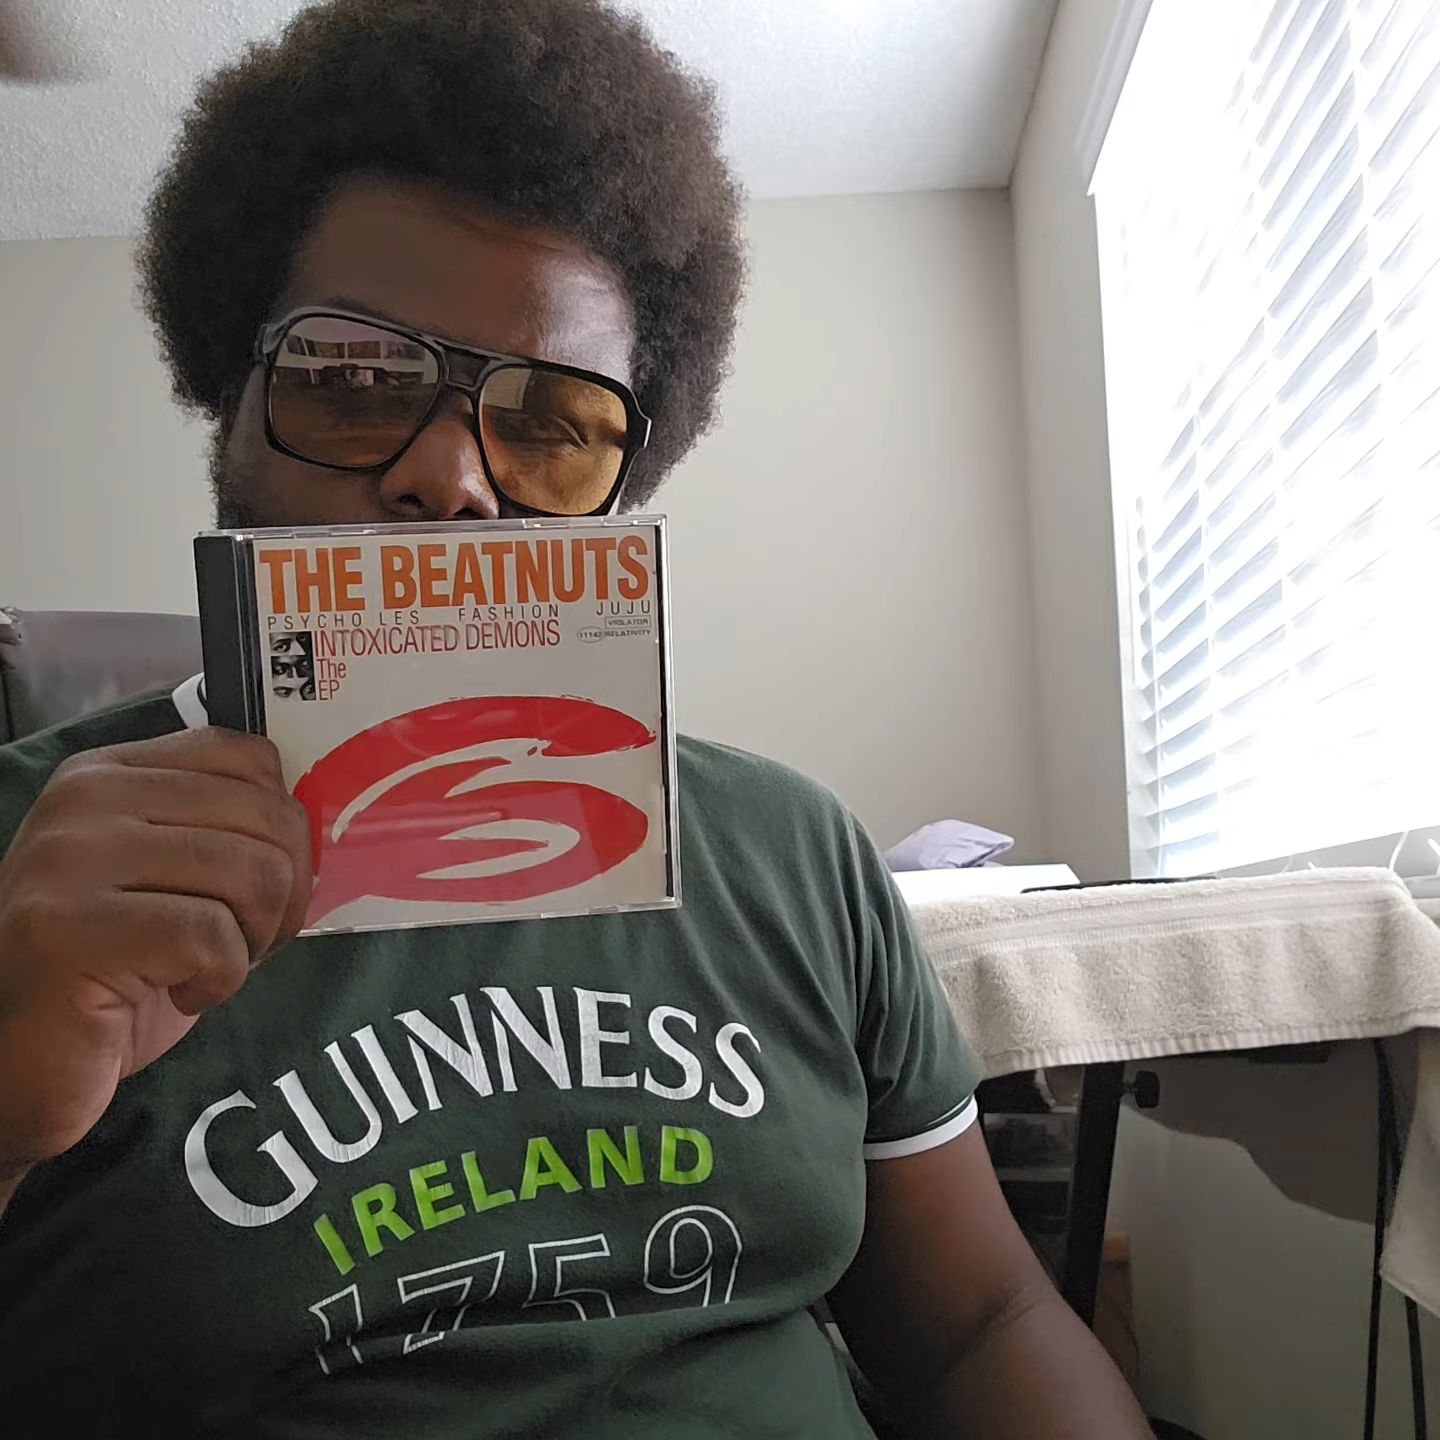 THE BEATNUTS
PSYCHO LES FASHION JUJU
INTOXICATED DEMONS
The
EP
VIOLATOR
11142 RELATIVITY
GUINNESS
IRELAND
1759